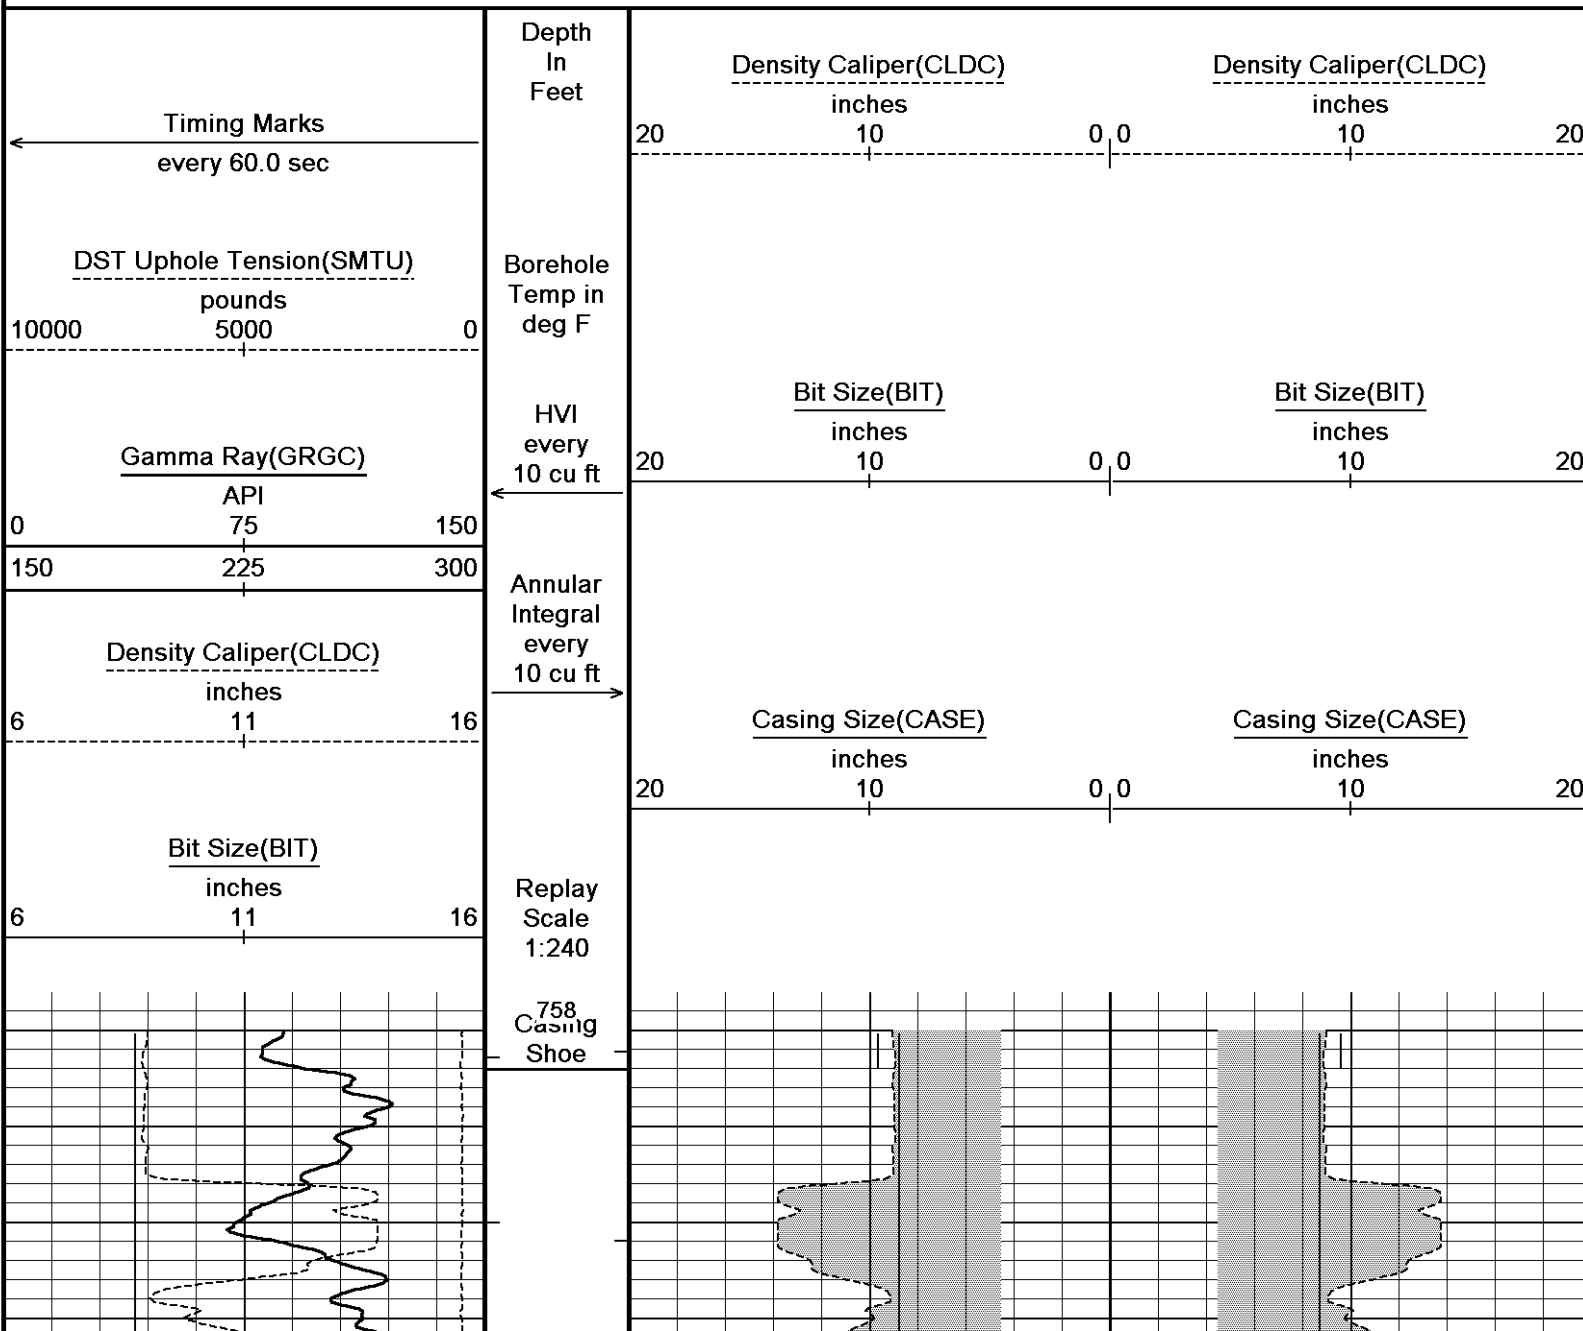 Timing Marks
every 60.0 sec
DST Uphole Tension(SMTU)
pounds
10000 5000 0
Gamma Ray(GRGC)
API
0 75 150
150 225 300
Density Caliper(CLDC)
inches
6 11 16
Bit Size(BIT)
inches
6 11 16
Depth
In
Feet
Borehole
Temp in
deg F
HVI
every
10 cu ft
Annular
Integral
every
10 cu ft
Replay
Scale
1:240
758
Casing
Shoe
Density Caliper(CLDC)
inches
20 10 0
Bit Size(BIT)
inches
20 10 0
Casing Size(CASE)
inches
20 10 0
Density Caliper(CLDC)
inches
0 10 20
Bit Size(BIT)
inches
0 10 20
Casing Size(CASE)
inches
0 10 20